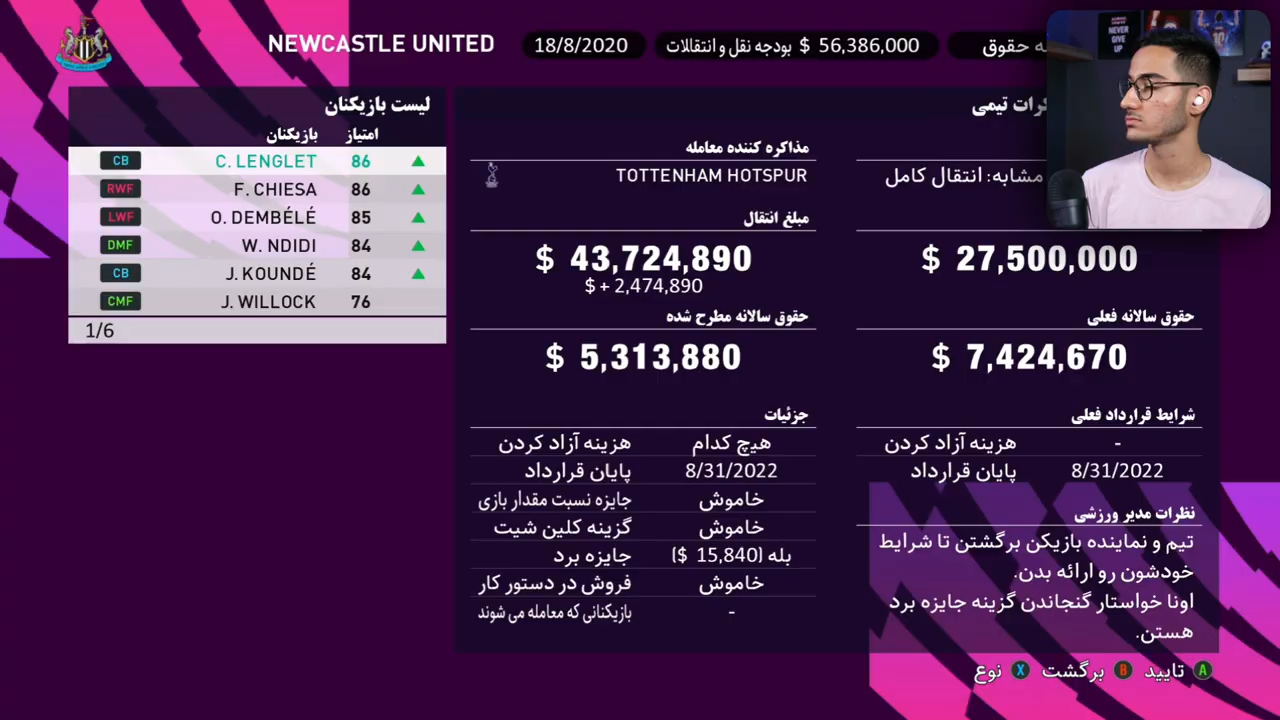 NEWCASTLE UNITED
18/8/2020
بودجه نقل و انتقالات $ 56,386,000
حقوق
NEVER
GIVE
UP
لیست بازیکنان
بازیکنان امتیاز
CB C. LENGLET 86
RWF F. CHIESA 86
LWF O. DEMBÉLÉ 85
DMF W. NDIDI 84
CB J. KOUNDÉ 84
CMF J. WILLOCK 76
1/6
تیمی
مذاکره کننده معامله
TOTTENHAM HOTSPUR
مشابه: انتقال کامل
مبلغ انتقال
$ 43,724,890
$ + 2,474,890
$ 27,500,000
حقوق سالانه مطرح شده
$ 5,313,880
حقوق سالانه فعلی
$ 7,424,670
جزئیات
هزینه آزاد کردن هیچ کدام
پایان قرارداد 8/31/2022
جایزه نسبت مقدار بازی خاموش
گزینه کلین شیت خاموش
جایزه برد بله (15,840 $)
فروش در دستور کار خاموش
بازیکنانی که معامله می شوند -
شرایط قرارداد فعلی
هزینه آزاد کردن -
پایان قرارداد 8/31/2022
نظرات مدیر ورزشی
تیم و نماینده بازیکن برگشتن تا شرایط
خودشون رو ارائه بدن.
اونا خواستار گنجاندن گزینه جایزه برد
هستن.
A تایید B برگشت X نوع